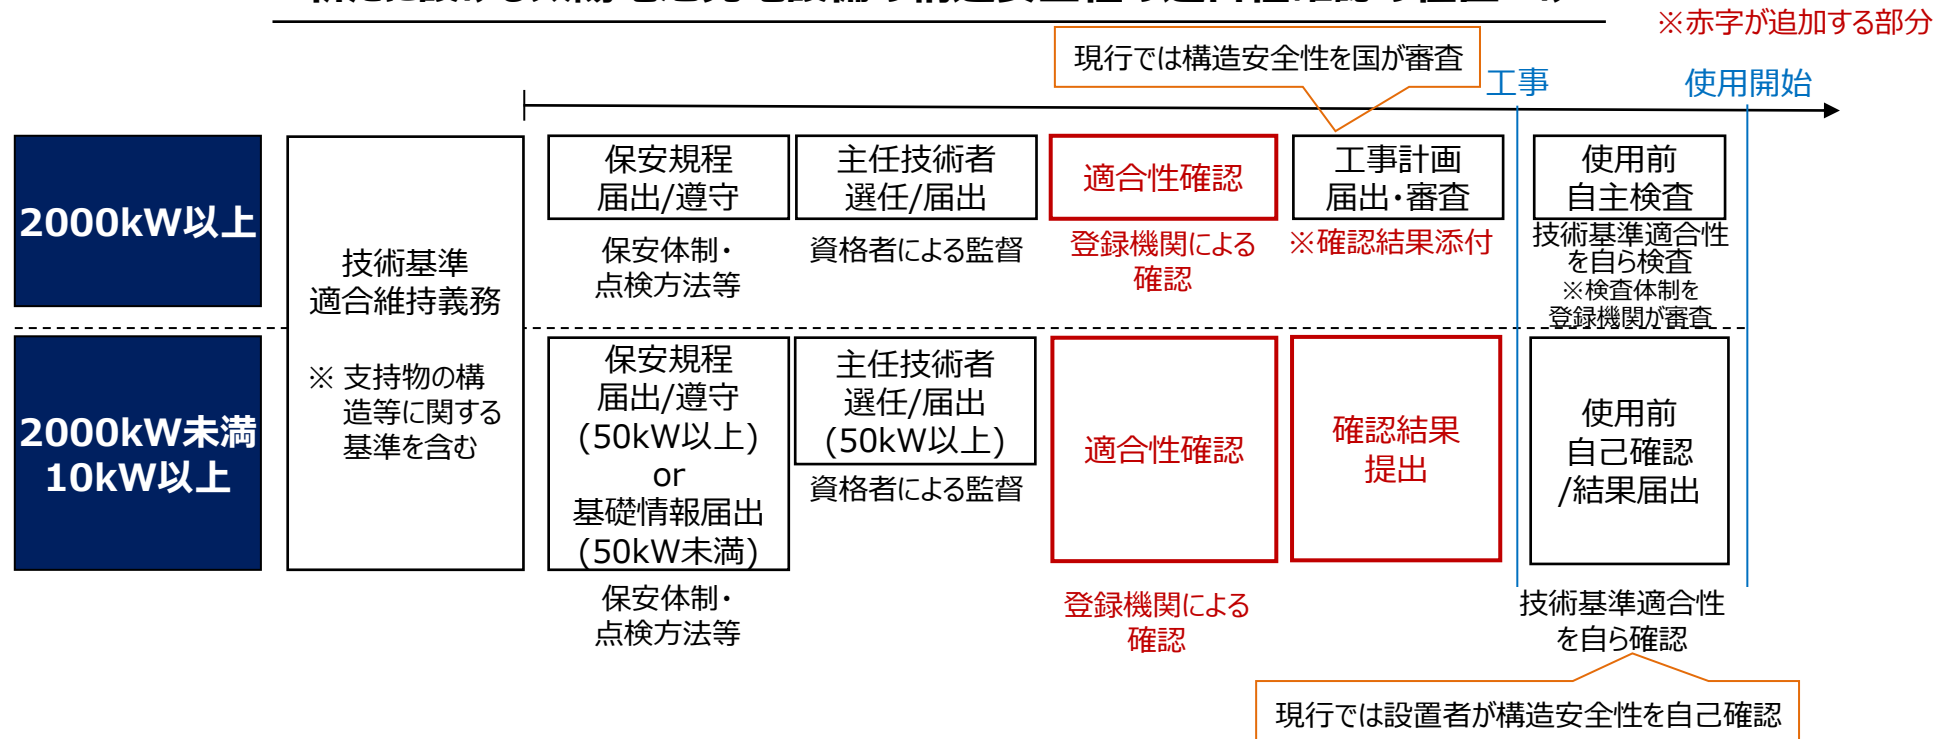 ※赤字が追加する部分
現行では構造安全性を国が審査
工事
使用開始
2000kW以上
技術基準
適合維持義務
※ 支持物の構
造等に関する
基準を含む
保安規程
届出/遵守
保安体制・
点検方法等
主任技術者
選任/届出
資格者による監督
適合性確認
登録機関による
確認
工事計画
届出・審査
※確認結果添付
使用前
自主検査
技術基準適合性
を自ら検査
※検査体制を
登録機関が審査
2000kW未満
10kW以上
保安規程
届出/遵守
(50kW以上)
or
基礎情報届出
(50kW未満)
保安体制・
点検方法等
主任技術者
選任/届出
(50kW以上)
資格者による監督
適合性確認
登録機関による
確認
確認結果
提出
使用前
自己確認
/結果届出
技術基準適合性
を自ら確認
現行では設置者が構造安全性を自己確認